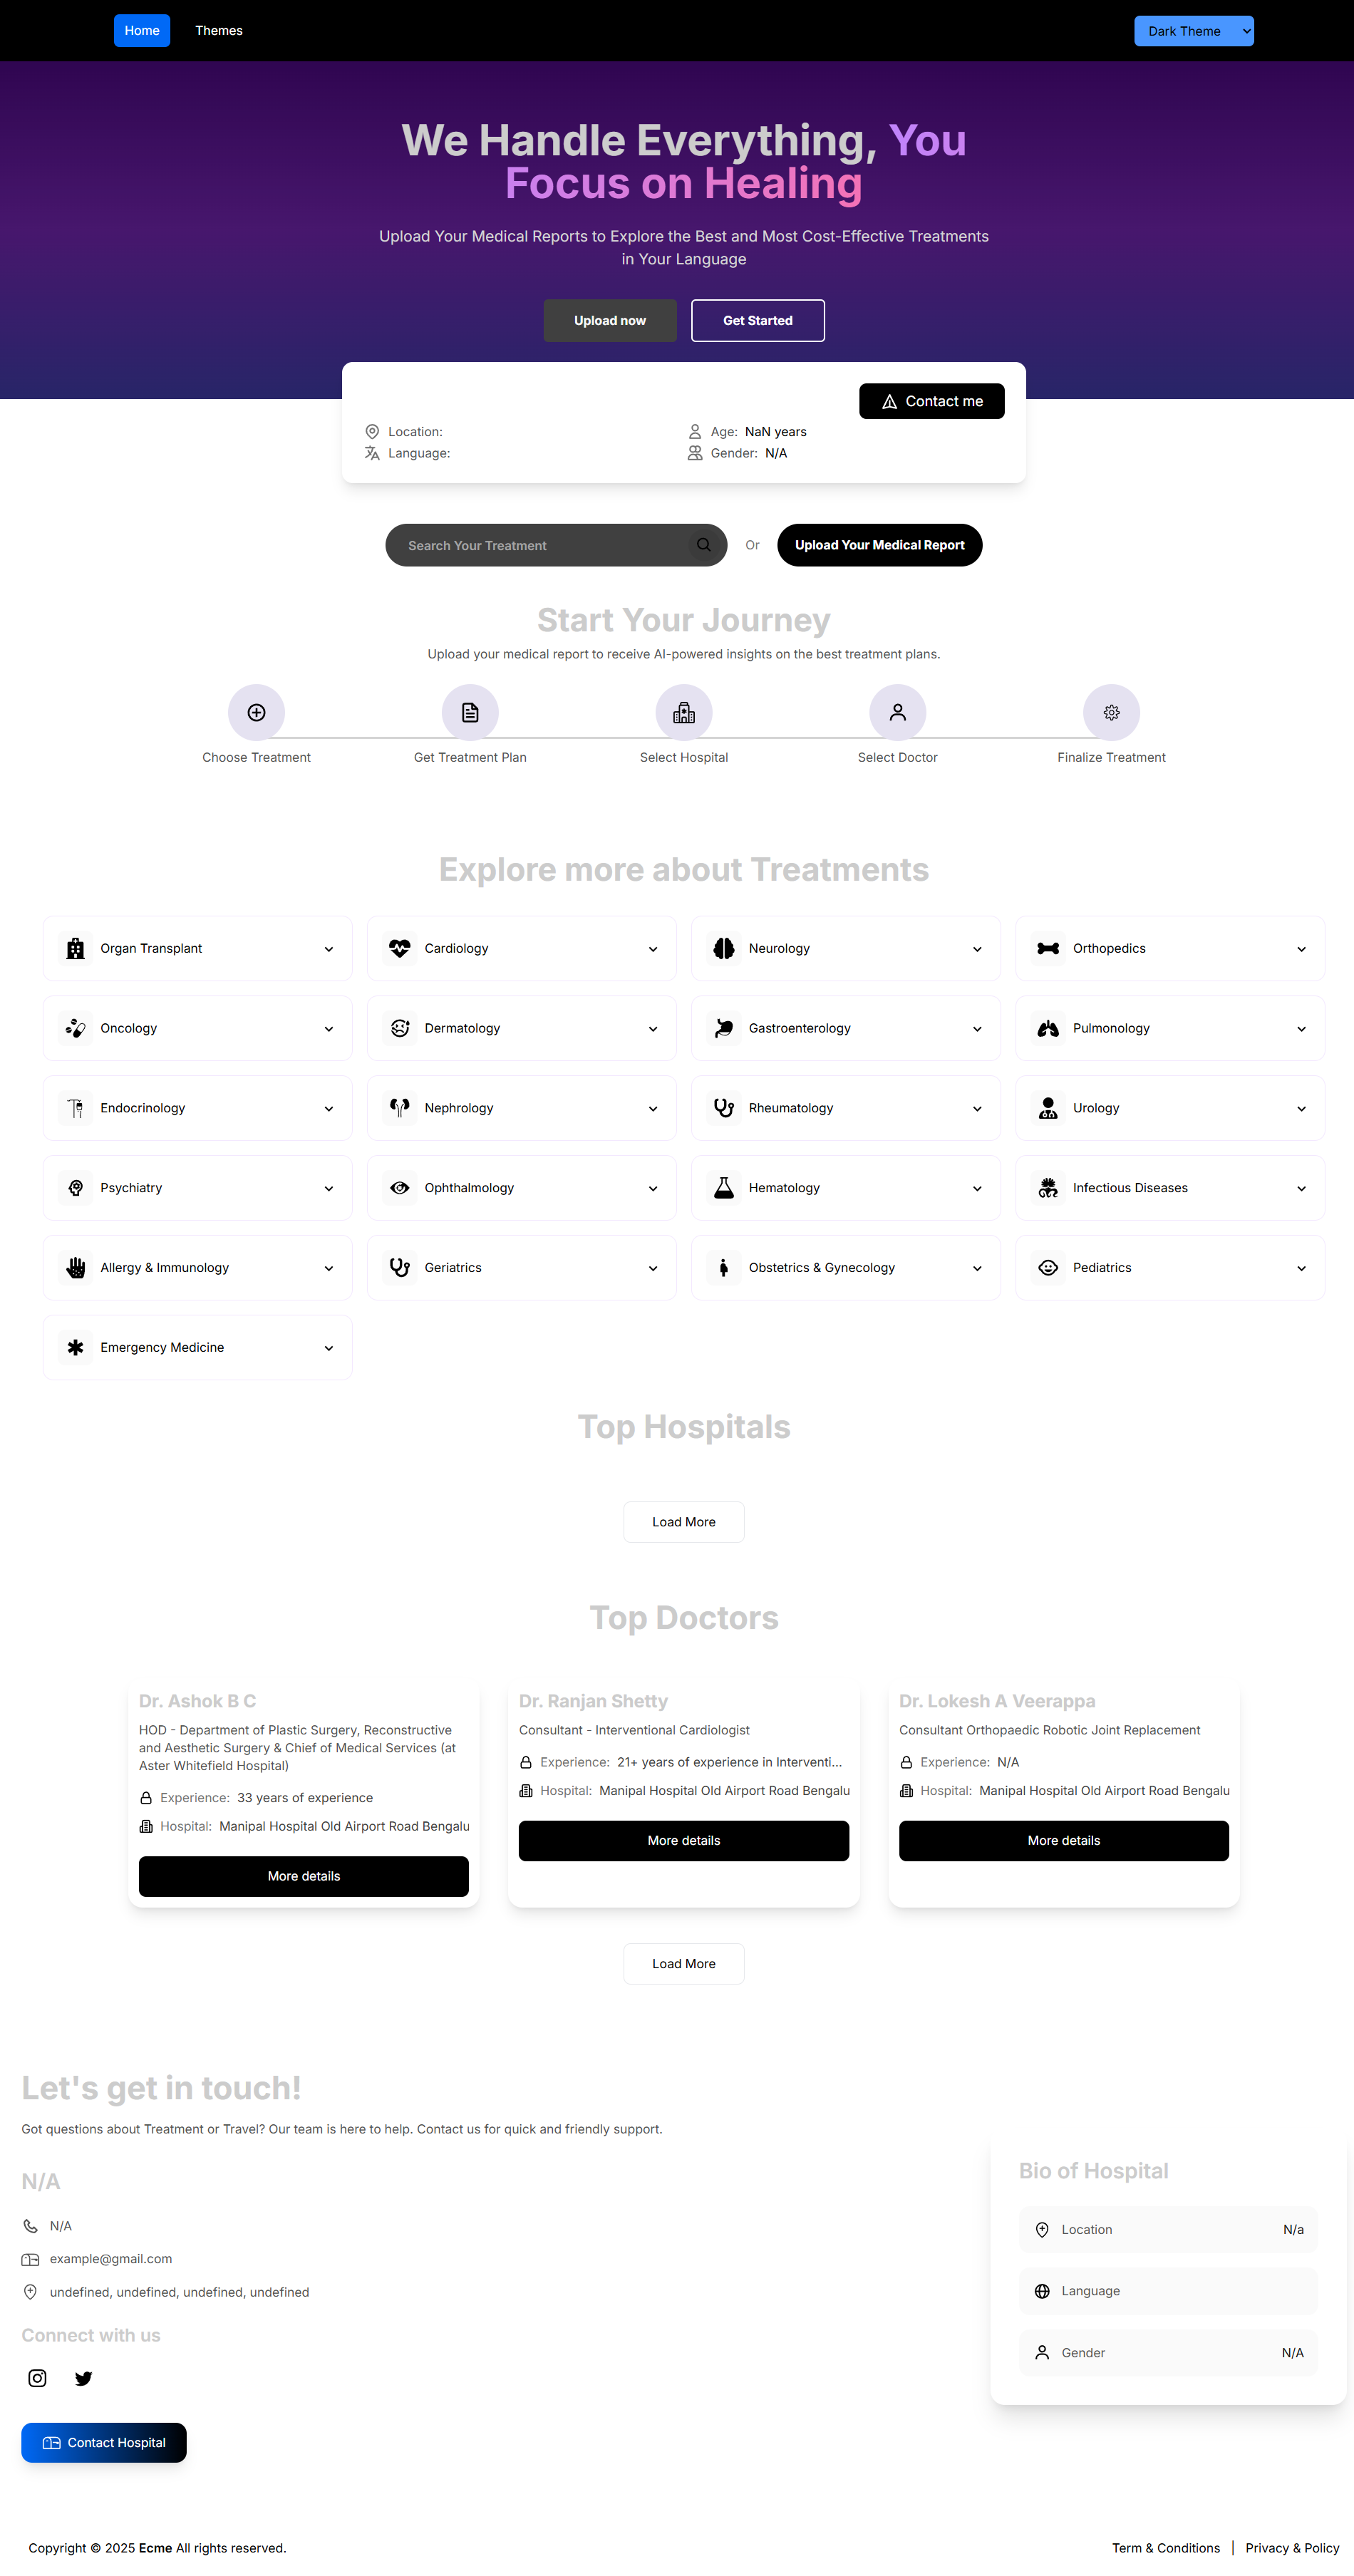 Home
Themes
Dark Theme
We Handle Everything, You
Focus on Healing
Upload Your Medical Reports to Explore the Best and Most Cost-Effective Treatments
in Your Language
Upload now
Get Started
Contact me
Location:
Age: NaN years
Language:
Gender: N/A
Search Your Treatment
Or
Upload Your Medical Report
Start Your Journey
Upload your medical report to receive AI-powered insights on the best treatment plans.
Choose Treatment
Get Treatment Plan
Select Hospital
Select Doctor
Finalize Treatment
Explore more about Treatments
Organ Transplant
Cardiology
Neurology
Orthopedics
Oncology
Dermatology
Gastroenterology
Pulmonology
Endocrinology
Nephrology
Rheumatology
Urology
Psychiatry
Ophthalmology
Hematology
Infectious Diseases
Allergy & Immunology
Geriatrics
Obstetrics & Gynecology
Pediatrics
Emergency Medicine
Top Hospitals
Load More
Top Doctors
Dr. Ashok B C
HOD - Department of Plastic Surgery, Reconstructive
and Aesthetic Surgery & Chief of Medical Services (at
Aster Whitefield Hospital)
Experience: 33 years of experience
Hospital: Manipal Hospital Old Airport Road Bengalu
More details
Dr. Ranjan Shetty
Consultant - Interventional Cardiologist
Experience: 21+ years of experience in Interventi...
Hospital: Manipal Hospital Old Airport Road Bengalu
More details
Dr. Lokesh A Veerappa
Consultant Orthopaedic Robotic Joint Replacement
Experience: N/A
Hospital: Manipal Hospital Old Airport Road Bengalu
More details
Load More
Let's get in touch!
Got questions about Treatment or Travel? Our team is here to help. Contact us for quick and friendly support.
N/A
N/A
example@gmail.com
undefined, undefined, undefined, undefined
Connect with us
Contact Hospital
Bio of Hospital
Location N/a
Language
Gender N/A
Copyright © 2025 Ecme All rights reserved.
Term & Conditions | Privacy & Policy